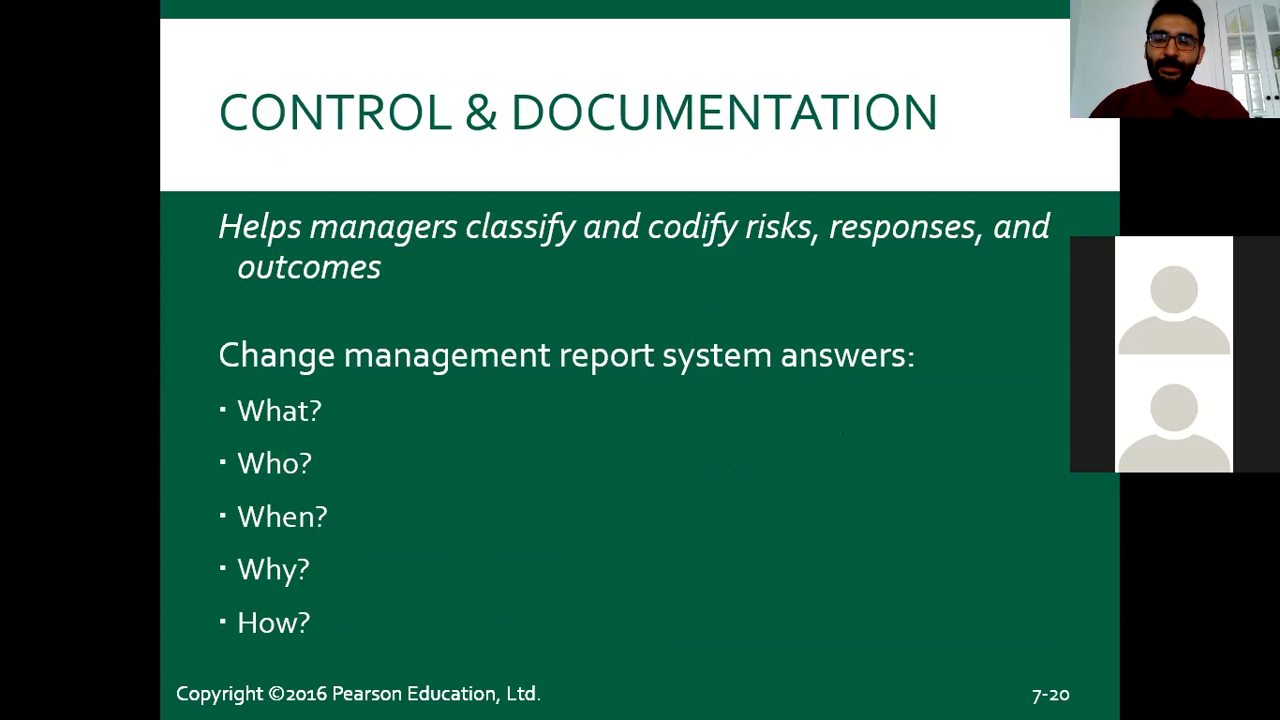 CONTROL & DOCUMENTATION
Helps managers classify and codify risks, responses, and
outcomes
Change management report system answers:
▪ What?
▪ Who?
▪ When?
▪ Why?
▪ How?
Copyright ©2016 Pearson Education, Ltd.
7-20